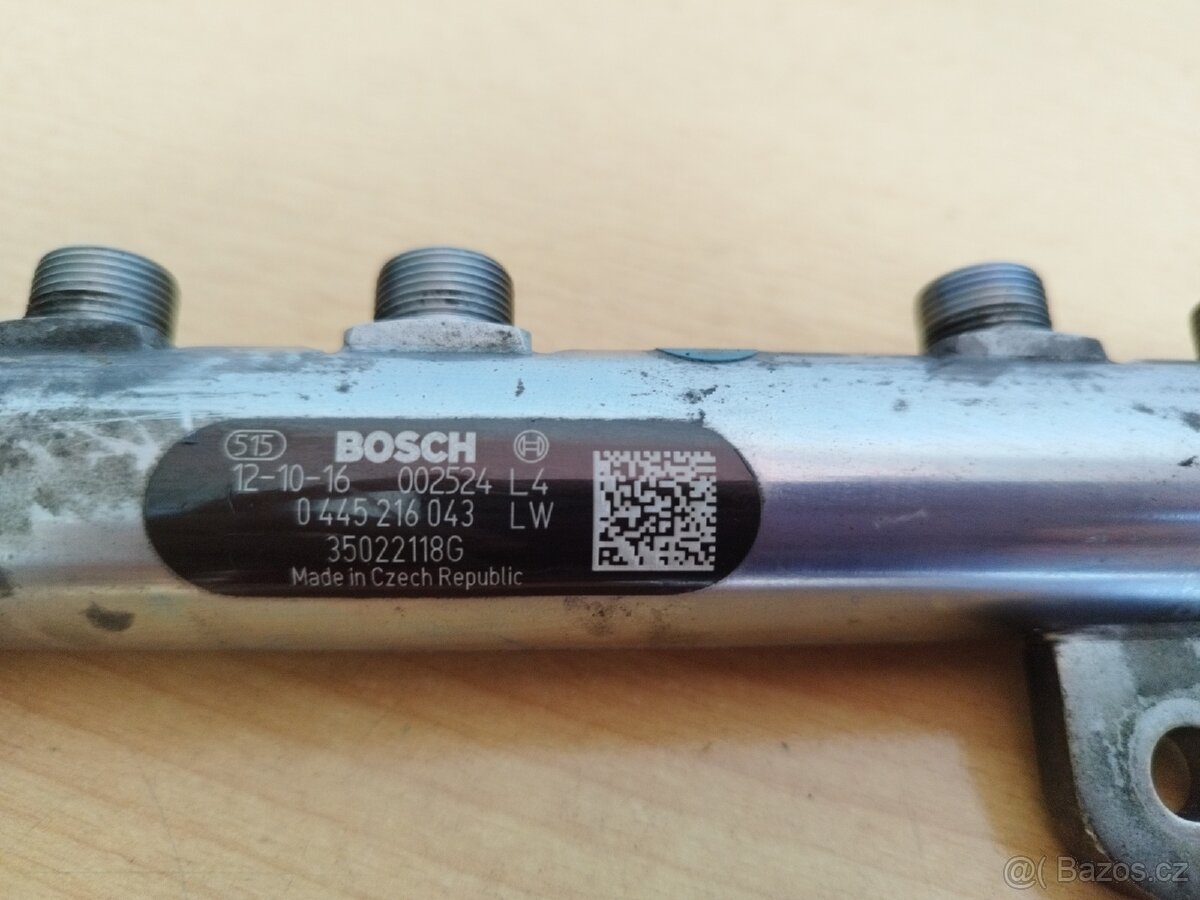 515 BOSCH
12-10-16 002524 L4
0 445 216 043 LW
35022118G
Made in Czech Republic
@( Bazos.cz